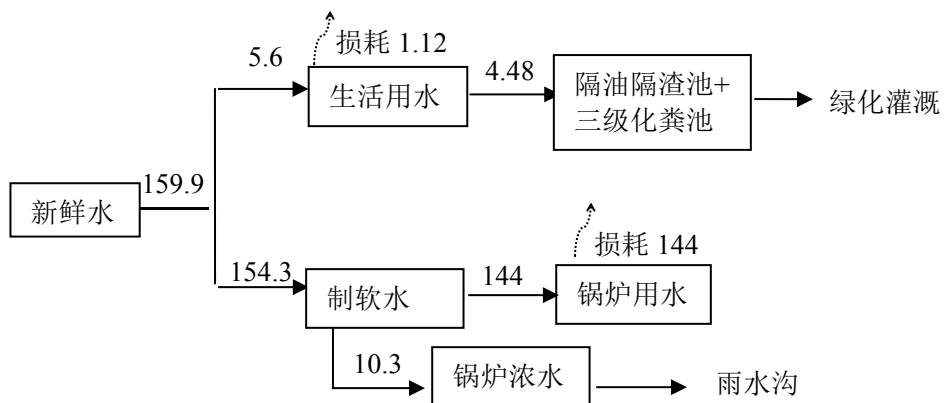 损耗 1.12
5.6
4.48
生活用水
隔油隔渣池+
三级化粪池
绿化灌溉
159.9
新鲜水
损耗 144
154.3
144
制软水
锅炉用水
10.3
锅炉浓水
雨水沟